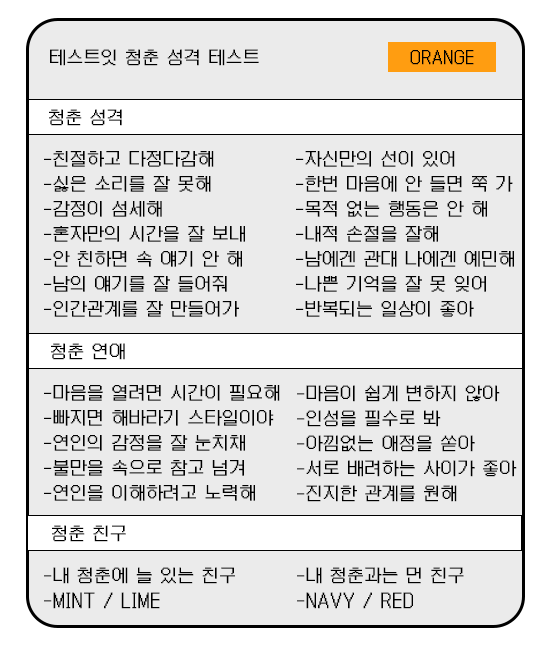 테스트잇 청춘 성격 테스트
ORANGE
청춘 성격
-친절하고 다정다감해
-싫은 소리를 잘 못해
-감정이 섬세해
-혼자만의 시간을 잘 보내
-안 친하면 속 얘기 안 해
-남의 얘기를 잘 들어줘
-인간관계를 잘 만들어가
-자신만의 선이 있어
-한번 마음에 안 들면 쭉 가
-목적 없는 행동은 안 해
-내적 손절을 잘해
-남에겐 관대 나에겐 예민해
-나쁜 기억을 잘 못 잊어
-반복되는 일상이 좋아
청춘 연애
-마음을 열려면 시간이 필요해
-빠지면 해바라기 스타일이야
-연인의 감정을 잘 눈치채
-불만을 속으로 참고 넘겨
-연인을 이해하려고 노력해
-마음이 쉽게 변하지 않아
-인성을 필수로 봐
-아낌없는 애정을 쏟아
-서로 배려하는 사이가 좋아
-진지한 관계를 원해
청춘 친구
-내 청춘에 늘 있는 친구
-MINT / LIME
-내 청춘과는 먼 친구
-NAVY / RED